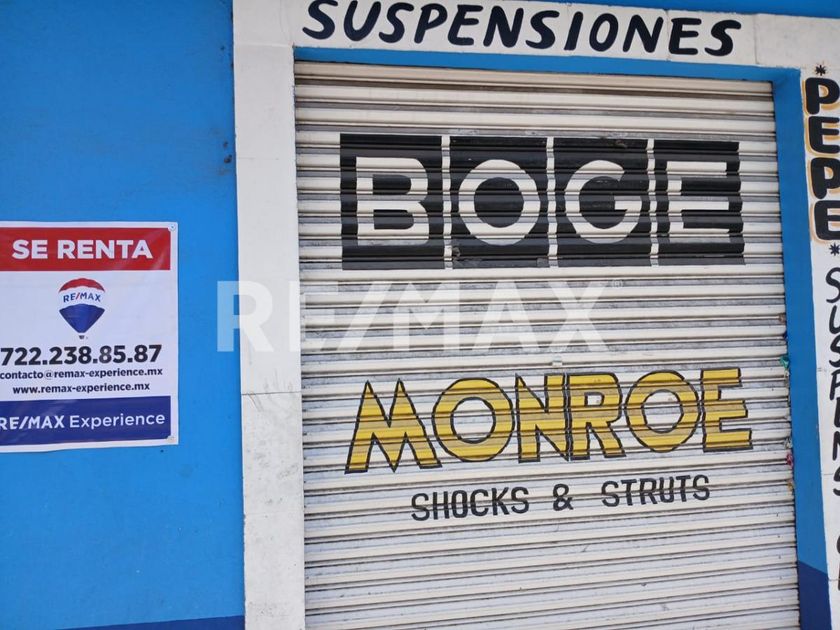 SUSPENSIONES
BOGE
MONROE
SHOCKS & STRUTS
SE RENTA
RE/MAX
722.238.85.87
contacto@remax-experience.mx
www.remax-experience.mx
RE/MAX Experience
RE/MAX
*PEPE*